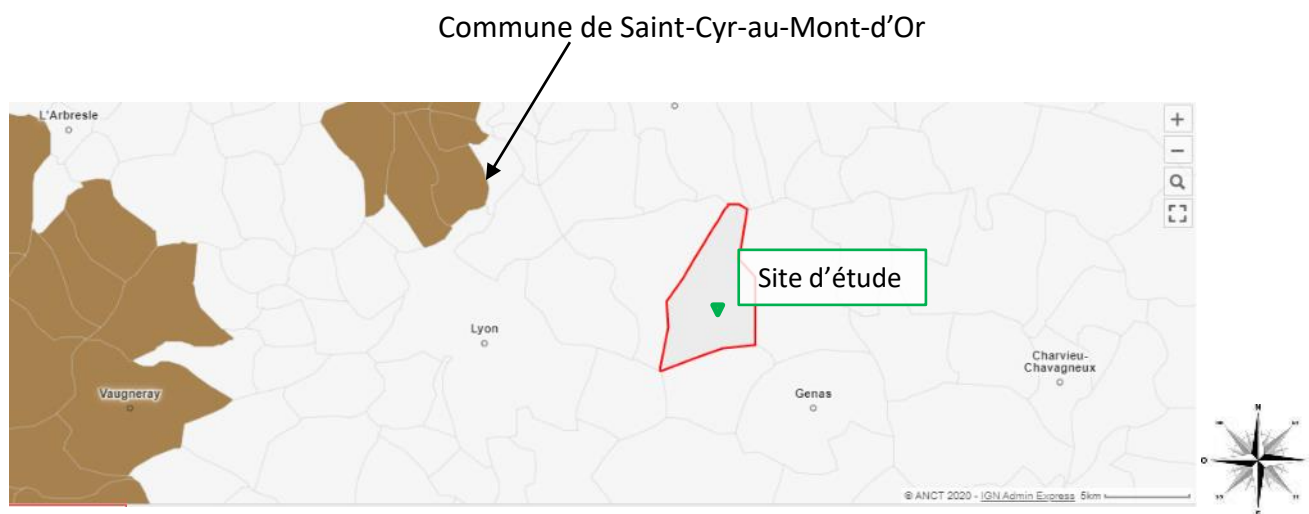 Commune de Saint-Cyr-au-Mont-d’Or
L'Arbresle
+
−
Site d’étude
Lyon
Charvieu-
Chavagneux
Vaugneray
Genas
N
O
© ANCT 2020 - IGN Admin Express 5km